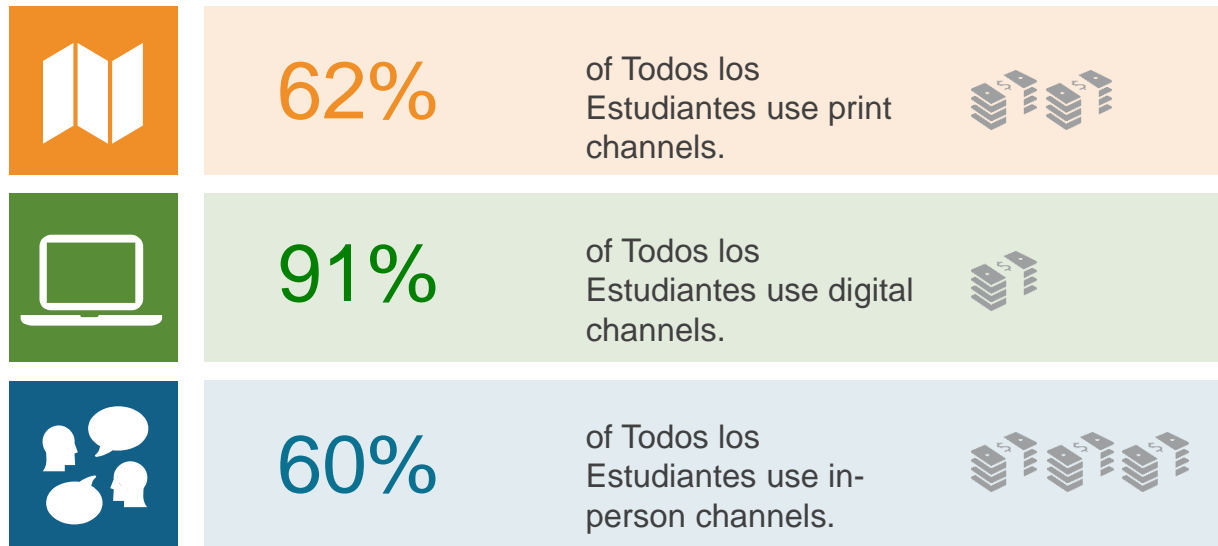 62%
of Todos los
Estudiantes use print
channels.
91%
of Todos los
Estudiantes use digital
channels.
60%
of Todos los
Estudiantes use in-
person channels.